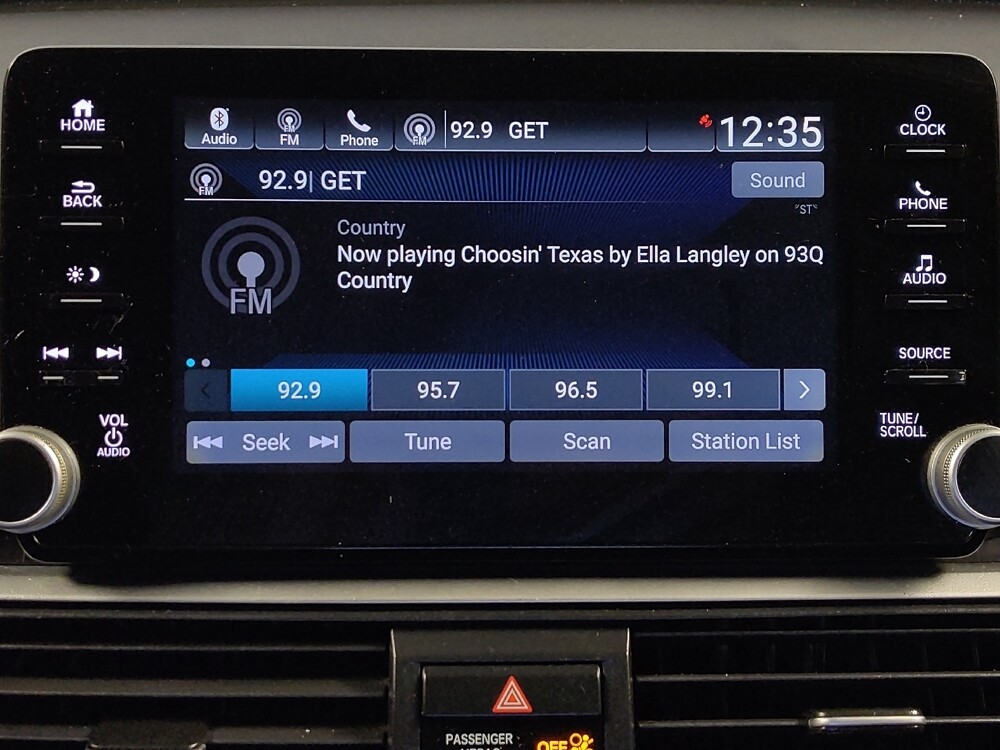 HOME
BACK
VOL
AUDIO
Audio
FM
FM
Phone
FM
92.9 GET
12:35
FM
92.9| GET
Sound
"ST"
Country
Now playing Choosin' Texas by Ella Langley on 93Q
Country
FM
92.9
95.7
96.5
99.1
Seek
Tune
Scan
Station List
CLOCK
PHONE
AUDIO
SOURCE
TUNE/
SCROLL
PASSENGER
AIRBAG
OFF